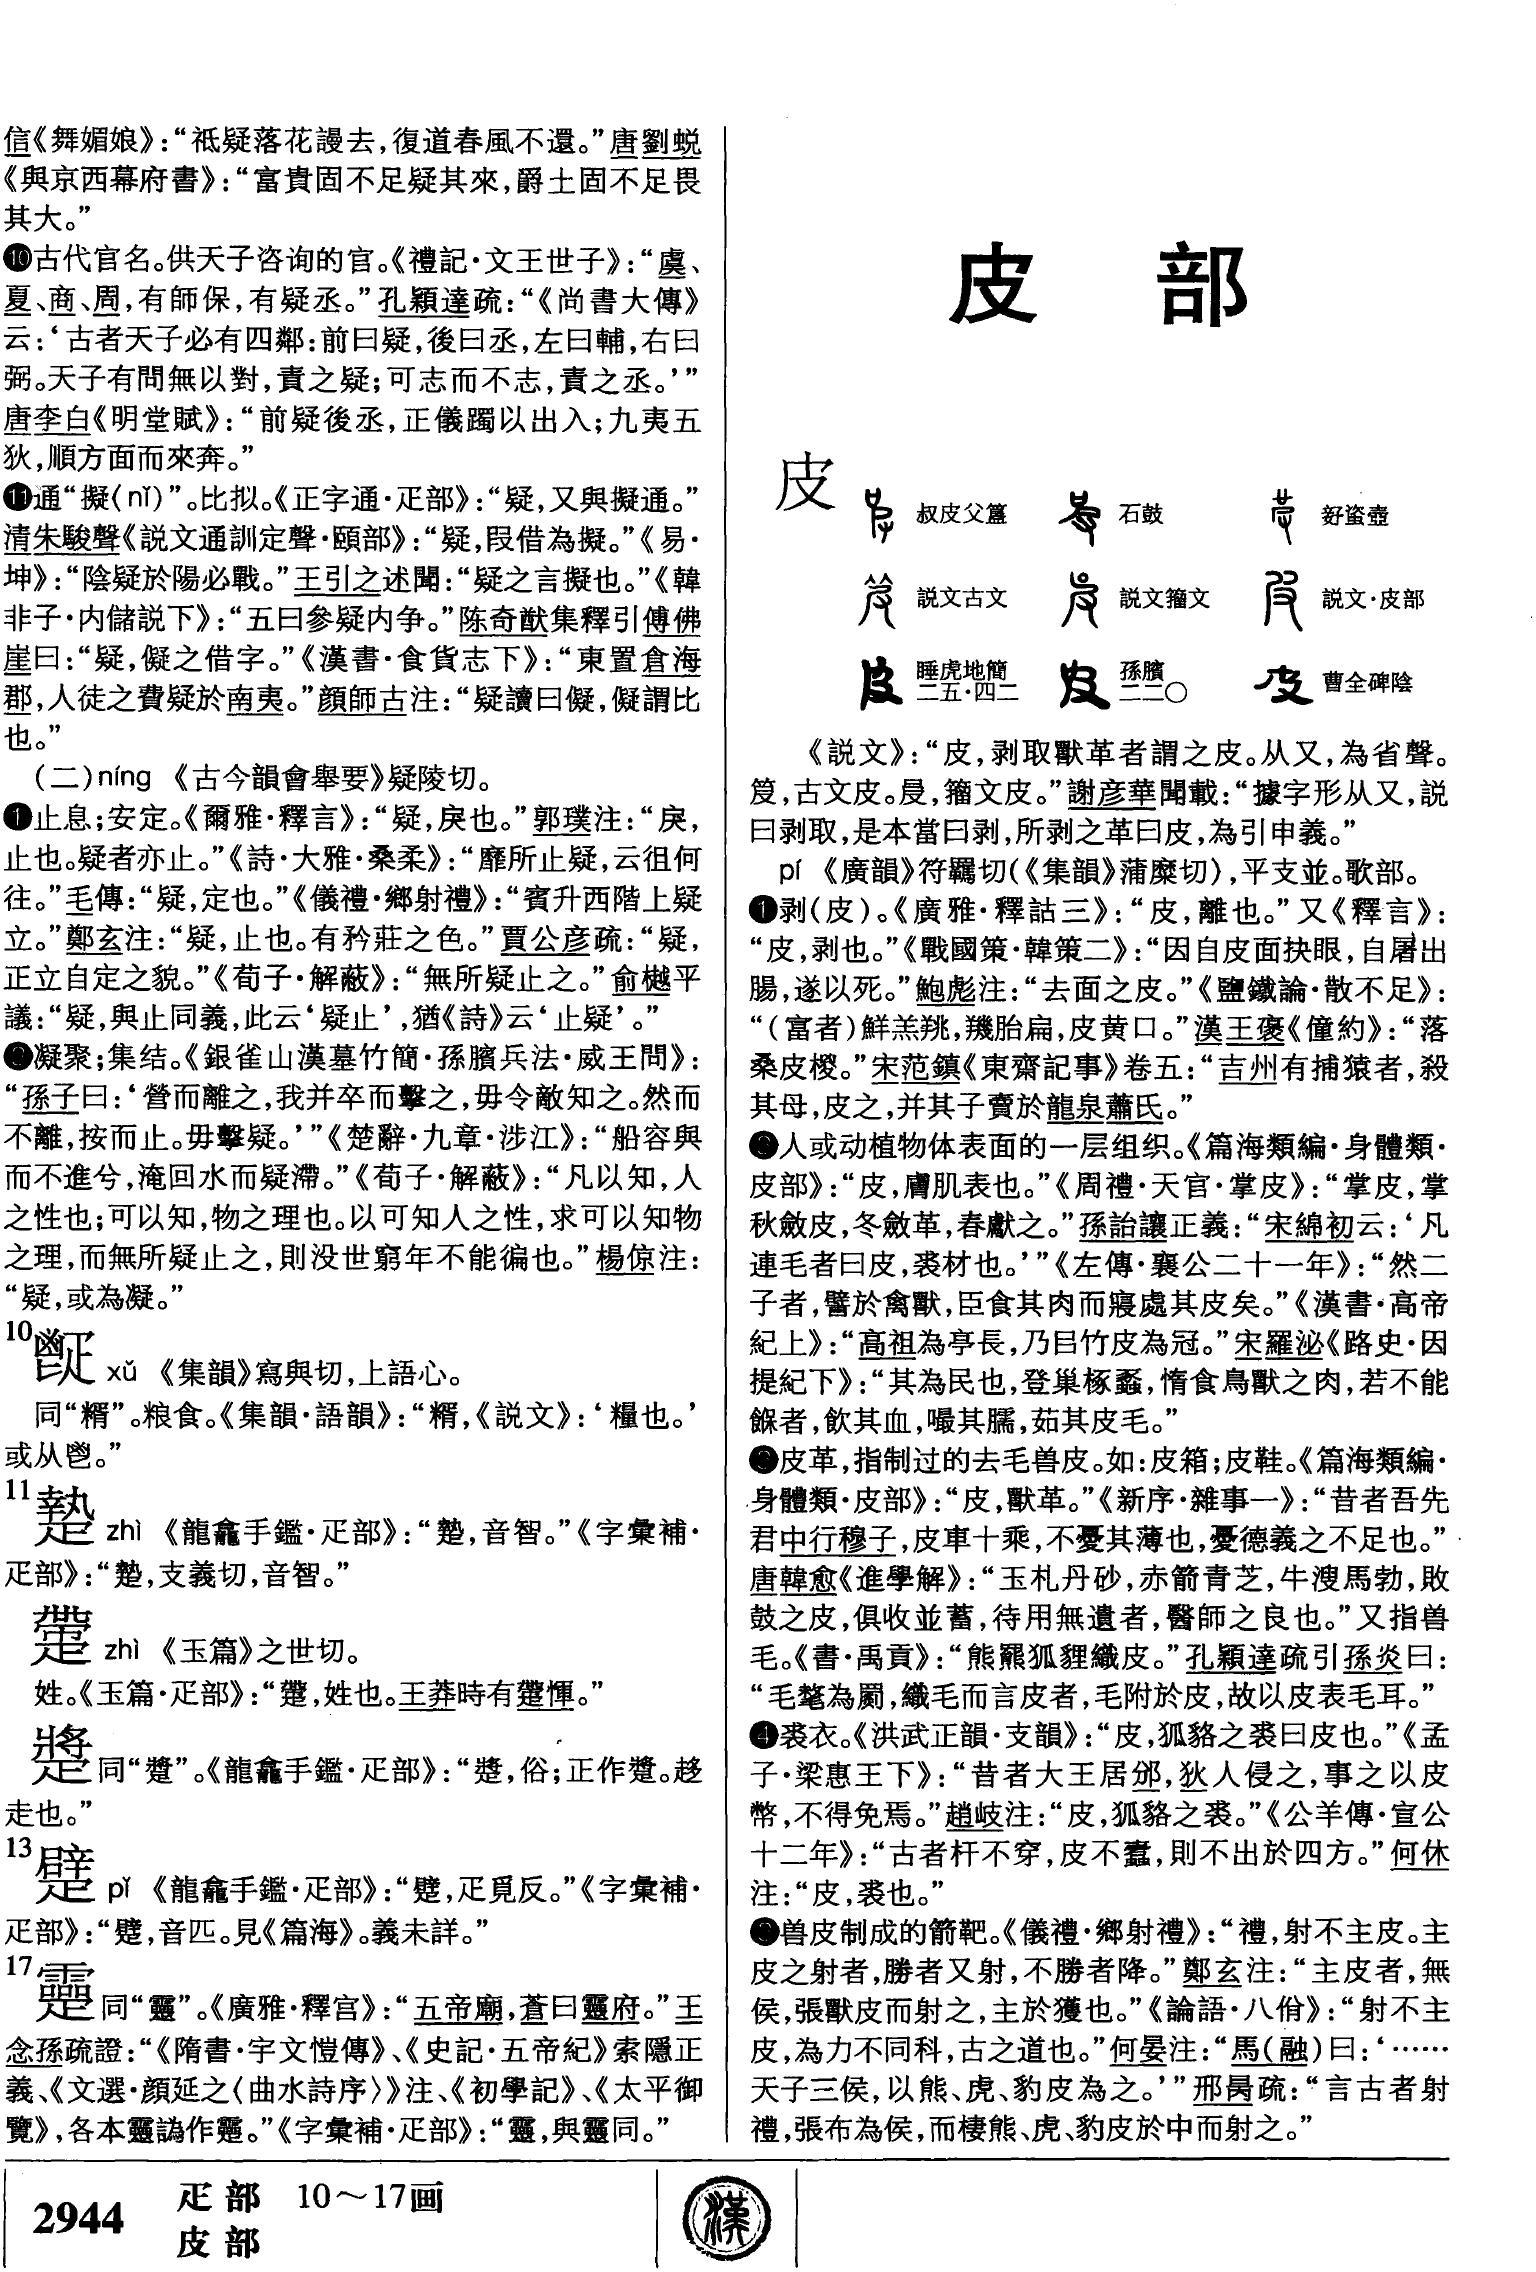 信《舞媚娘》：“祗疑落花謾去，復道春風不還。”唐劉蜕
《與京西幕府書》：“富貴固不足疑其來，爵土固不足畏
其大。”
❿古代官名。供天子咨询的官。《禮記·文王世子》：“虞、
夏、商、周，有師保，有疑丞。”孔穎達疏：“《尚書大傳》
云：‘古者天子必有四鄰：前曰疑，後曰丞，左曰輔，右曰
弼。天子有問無以對，責之疑；可志而不志，責之丞。’”
唐李白《明堂賦》：“前疑後丞，正儀躅以出入；九夷五
狄，順方面而來奔。”
⓫通“擬(nǐ)”。比拟。《正字通·疋部》：“疑，又與擬通。”
清朱駿聲《説文通訓定聲·頤部》：“疑，叚借為擬。”《易·
坤》：“陰疑於陽必戰。”王引之述聞：“疑之言擬也。”《韓
非子·内儲説下》：“五曰參疑内争。”陈奇猷集釋引傅佛
崖曰：“疑，儗之借字。”《漢書·食貨志下》：“東置倉海
郡，人徒之費疑於南夷。”顔師古注：“疑讀曰儗，儗謂比
也。”
(二)níng 《古今韻會舉要》疑陵切。
❶止息；安定。《爾雅·釋言》：“疑，戾也。”郭璞注：“戾，
止也。疑者亦止。”《詩·大雅·桑柔》：“靡所止疑，云徂何
往。”毛傳：“疑，定也。”《儀禮·鄉射禮》：“賓升西階上疑
立。”鄭玄注：“疑，止也。有矜莊之色。”賈公彦疏：“疑，
正立自定之貌。”《荀子·解蔽》：“無所疑止之。”俞樾平
議：“疑，與止同義，此云‘疑止’，猶《詩》云‘止疑’。”
❷凝聚；集结。《銀雀山漢墓竹簡·孫臏兵法·威王問》：
“孫子曰：‘營而離之，我并卒而擊之，毋令敵知之。然而
不離，按而止。毋擊疑。’”《楚辭·九章·涉江》：“船容與
而不進兮，淹回水而疑滯。”《荀子·解蔽》：“凡以知，人
之性也；可以知，物之理也。以可知人之性，求可以知物
之理，而無所疑止之，則没世窮年不能徧也。”楊倞注：
“疑，或為凝。”
10
xǔ 《集韻》寫與切，上語心。
同“糈”。粮食。《集韻·語韻》：“糈，《説文》：‘糧也。’
或从鬯。”
11
zhì 《龍龕手鑑·疋部》：“，音智。”《字彙補·
疋部》：“，支義切，音智。”
zhì 《玉篇》之世切。
姓。《玉篇·疋部》：“，姓也。王莽時有惲。”
同“”。《龍龕手鑑·疋部》：“，俗；正作。趍
走也。”
13
pǐ 《龍龕手鑑·疋部》：“，疋覓反。”《字彙補·
疋部》：“，音匹。見《篇海》。義未詳。”
17
同“靈”。《廣雅·釋宫》：“五帝廟，蒼曰靈府。”王
念孫疏證：“《隋書·宇文愷傳》、《史記·五帝紀》索隱正
義、《文選·顔延之〈曲水詩序〉》注、《初學記》、《太平御
覽》，各本靈譌作。”《字彙補·疋部》：“，與靈同。”
皮 部
皮 叔皮父簋 石鼓 䍃蚉壺
説文古文 説文籀文 説文·皮部
睡虎地簡二五·四二 孫臏二二〇 曹全碑陰
《説文》：“皮，剥取獸革者謂之皮。从又，為省聲。
，古文皮。，籀文皮。”謝彦華聞載：“據字形从又，説
曰剥取，是本當曰剥，所剥之革曰皮，為引申義。”
pí 《廣韻》符羈切(《集韻》蒲縻切)，平支並。歌部。
❶剥(皮)。《廣雅·釋詁三》：“皮，離也。”又《釋言》：
“皮，剥也。”《戰國策·韓策二》：“因自皮面抉眼，自屠出
腸，遂以死。”鮑彪注：“去面之皮。”《鹽鐵論·散不足》：
“(富者)鮮羔䍮，鷬胎扁，皮黄口。”漢王褒《僮約》：“落
桑皮椶。”宋范鎮《東齋記事》卷五：“吉州有捕猿者，殺
其母，皮之，并其子賣於龍泉蕭氏。”
❷人或动植物体表面的一层组织。《篇海類編·身體類·
皮部》：“皮，膚肌表也。”《周禮·天官·掌皮》：“掌皮，掌
秋斂皮，冬斂革，春獻之。”孫詒讓正義：“宋綿初云：‘凡
連毛者曰皮，裘材也。’”《左傳·襄公二十一年》：“然二
子者，譬於禽獸，臣食其肉而寢處其皮矣。”《漢書·高帝
紀上》：“高祖為亭長，乃㠯竹皮為冠。”宋羅泌《路史·因
提紀下》：“其為民也，登巢椓蠡，惰食鳥獸之肉，若不能
餘者，飲其血，嘬其臑，茹其皮毛。”
❸皮革，指制过的去毛兽皮。如：皮箱；皮鞋。《篇海類編·
身體類·皮部》：“皮，獸革。”《新序·雜事一》：“昔者吾先
君中行穆子，皮車十乘，不憂其薄也，憂德義之不足也。”
唐韓愈《進學解》：“玉札丹砂，赤箭青芝，牛溲馬勃，敗
鼓之皮，俱收並蓄，待用無遺者，醫師之良也。”又指兽
毛。《書·禹貢》：“熊羆狐貍織皮。”孔穎達疏引孫炎曰：
“毛氂為罽，織毛而言皮者，毛附於皮，故以皮表毛耳。”
❹裘衣。《洪武正韻·支韻》：“皮，狐貉之裘曰皮也。”《孟
子·梁惠王下》：“昔者大王居邠，狄人侵之，事之以皮
幣，不得免焉。”趙岐注：“皮，狐貉之裘。”《公羊傳·宣公
十二年》：“古者杅不穿，皮不蠹，則不出於四方。”何休
注：“皮，裘也。”
❺兽皮制成的箭靶。《儀禮·鄉射禮》：“禮，射不主皮。主
皮之射者，勝者又射，不勝者降。”鄭玄注：“主皮者，無
侯，張獸皮而射之，主於獲也。”《論語·八佾》：“射不主
皮，為力不同科，古之道也。”何晏注：“馬(融)曰：‘……
天子三侯，以熊、虎、豹皮為之。’”邢昺疏：“言古者射
禮，張布為侯，而棲熊、虎、豹皮於中而射之。”
2944 疋部 10～17画
皮部
漢